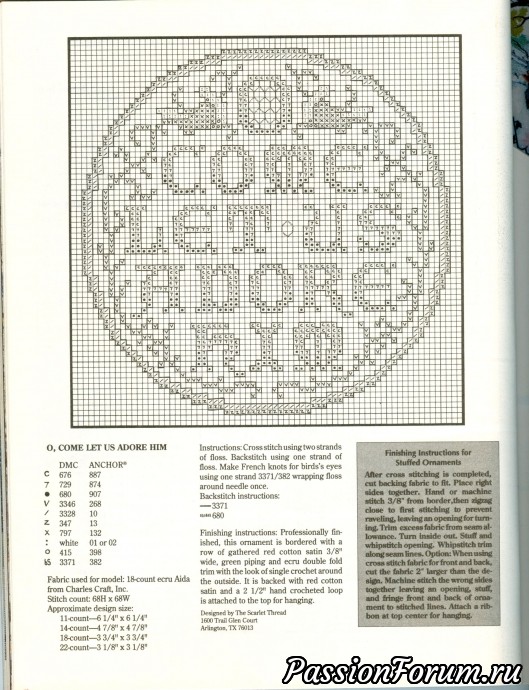 O, COME LET US ADORE HIM
DMC ANCHOR®
C 676 887
7 729 874
● 680 907
V 3346 268
/ 3328 10
Z 347 13
X 797 132
: white 01 or 02
O 415 398
3371 382
Fabric used for model: 18-count ecru Aida
from Charles Craft, Inc.
Stitch count: 68H x 68W
Approximate design size:
11-count—6 1/4" x 6 1/4"
14-count—4 7/8" x 4 7/8"
18-count—3 3/4" x 3 3/4"
22-count—3 1/8" x 3 1/8"
Instructions: Cross stitch using two strands
of floss. Backstitch using one strand of
floss. Make French knots for birds's eyes
using one strand 3371/382 wrapping floss
around needle once.
Backstitch instructions:
3371
680
Finishing instructions: Professionally fin-
ished, this ornament is bordered with a
row of gathered red cotton satin 3/8"
wide, green piping and ecru double fold
trim with the look of single crochet around
the outside. It is backed with red cotton
satin and a 2 1/2" hand crocheted loop
is attached to the top for hanging.
Designed by The Scarlet Thread
1600 Trail Glen Court
Arlington, TX 76013
Finishing Instructions for
Stuffed Ornaments
After cross stitching is completed,
cut backing fabric to fit. Place right
sides together. Hand or machine
stitch 3/8" from border, then zigzag
close to first stitching to prevent
raveling, leaving an opening for turn-
ing. Trim excess fabric from seam al-
lowance. Turn inside out. Stuff and
whipstitch opening. Whipstitch trim
along seam lines. Option: When using
cross stitch fabric for front and back,
cut the fabric 2" larger than the de-
sign. Machine stitch the wrong sides
together leaving an opening, stuff,
and fringe front and back of orna-
ment to stitched lines. Attach a rib-
bon at top center for hanging.
PassionForum.ru